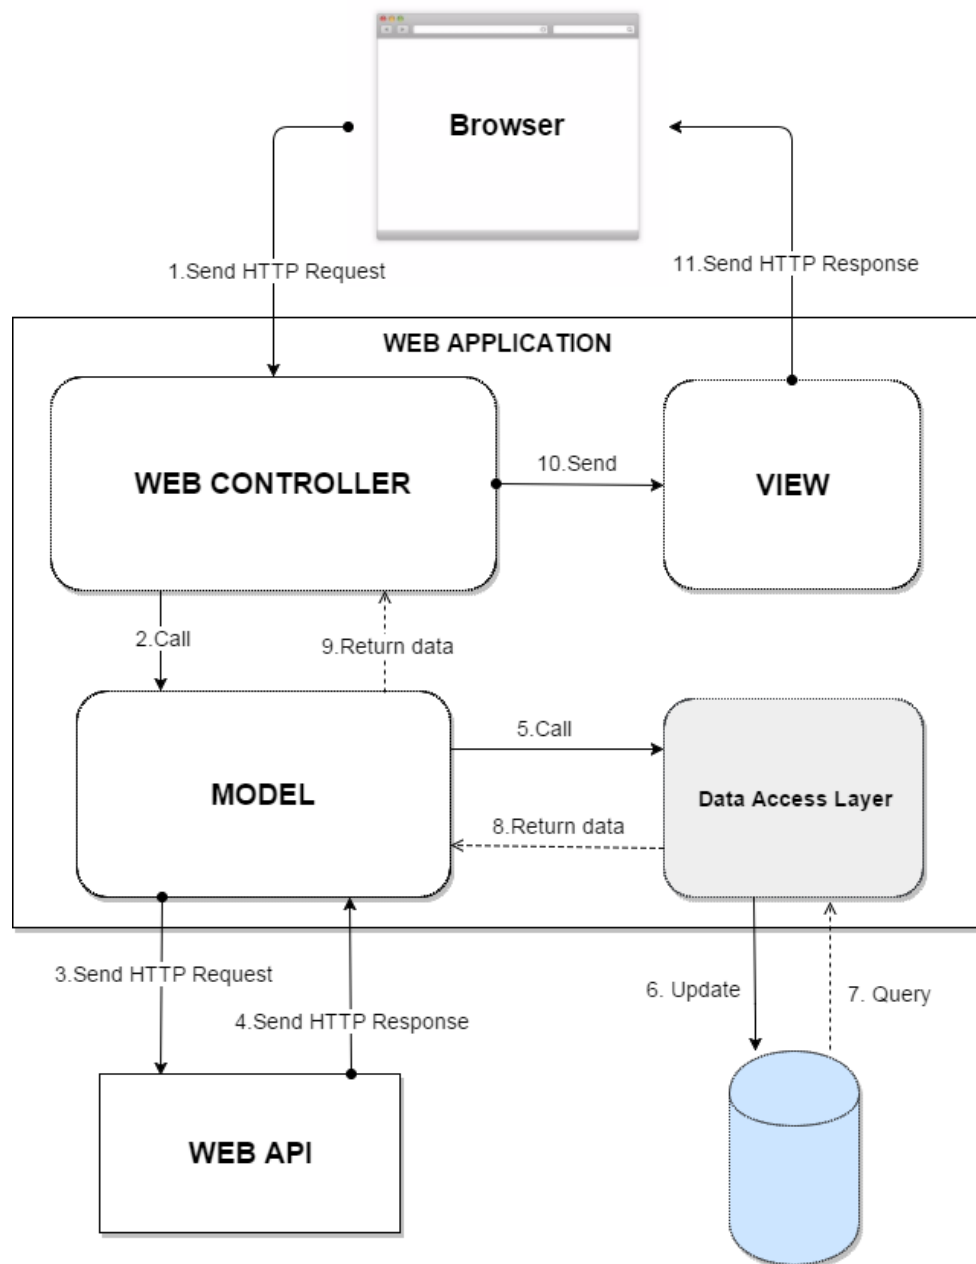 Browser
1.Send HTTP Request
11.Send HTTP Response
WEB APPLICATION
WEB CONTROLLER
10.Send
VIEW
2.Call
9.Return data
MODEL
5.Call
8.Return data
Data Access Layer
3.Send HTTP Request
4.Send HTTP Response
6. Update
7. Query
WEB API